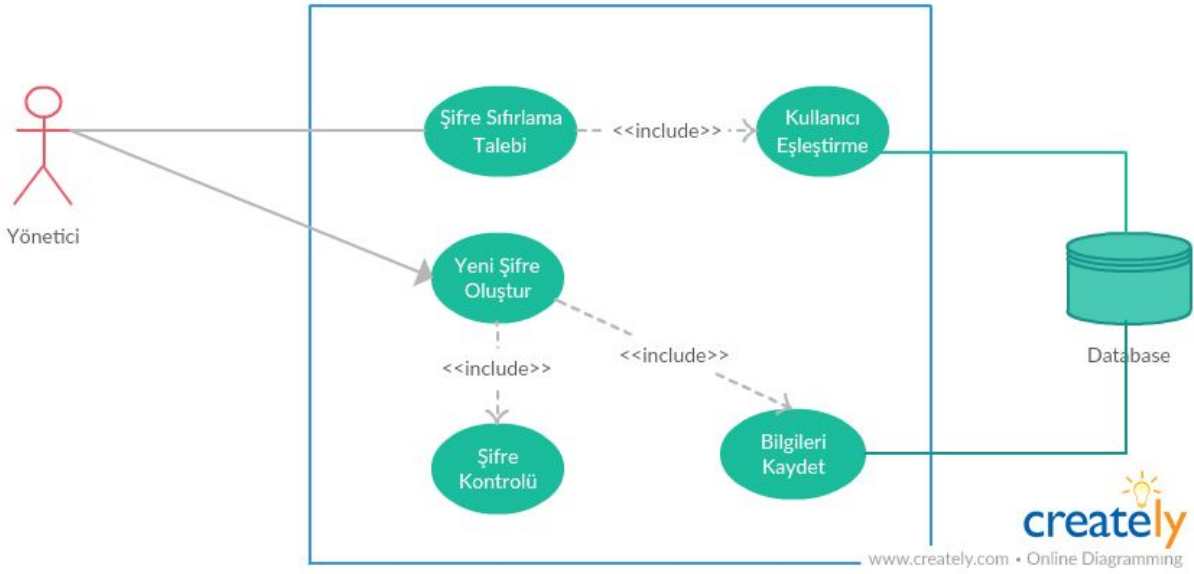 Şifre Sıfırlama
Talebi
<<include>>
Kullanıcı
Eşleştirme
Yönetici
Yeni Şifre
Oluştur
<<include>>
<<include>>
Database
Şifre
Kontrolü
Bilgileri
Kaydet
creately
www.creately.com • Online Diagramming